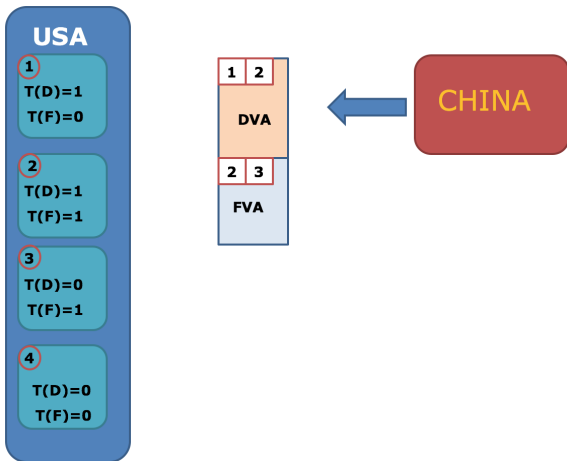 USA
1
T(D)=1
T(F)=0
2
T(D)=1
T(F)=1
3
T(D)=0
T(F)=1
4
T(D)=0
T(F)=0
1 2
DVA
2 3
FVA
CHINA